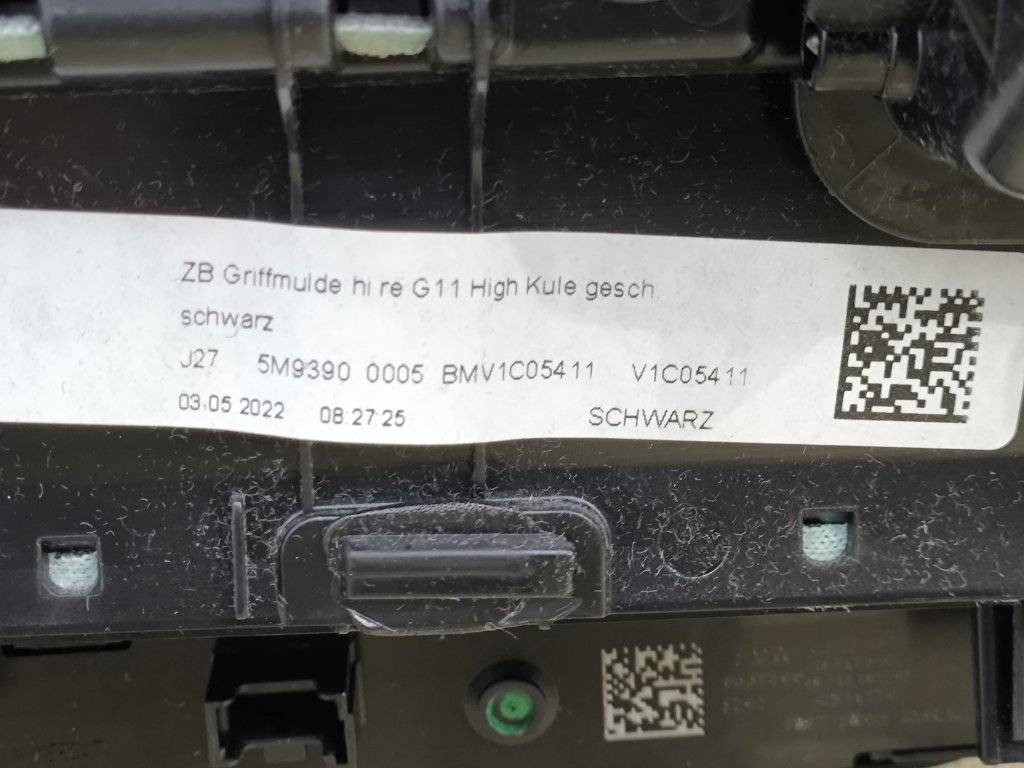 ZB Griffmulde hi re G11 High Kule gesch.
schwarz
J27 5M9390 0005 BMV1C05411 V1C05411
03.05.2022 08:27:25 SCHWARZ